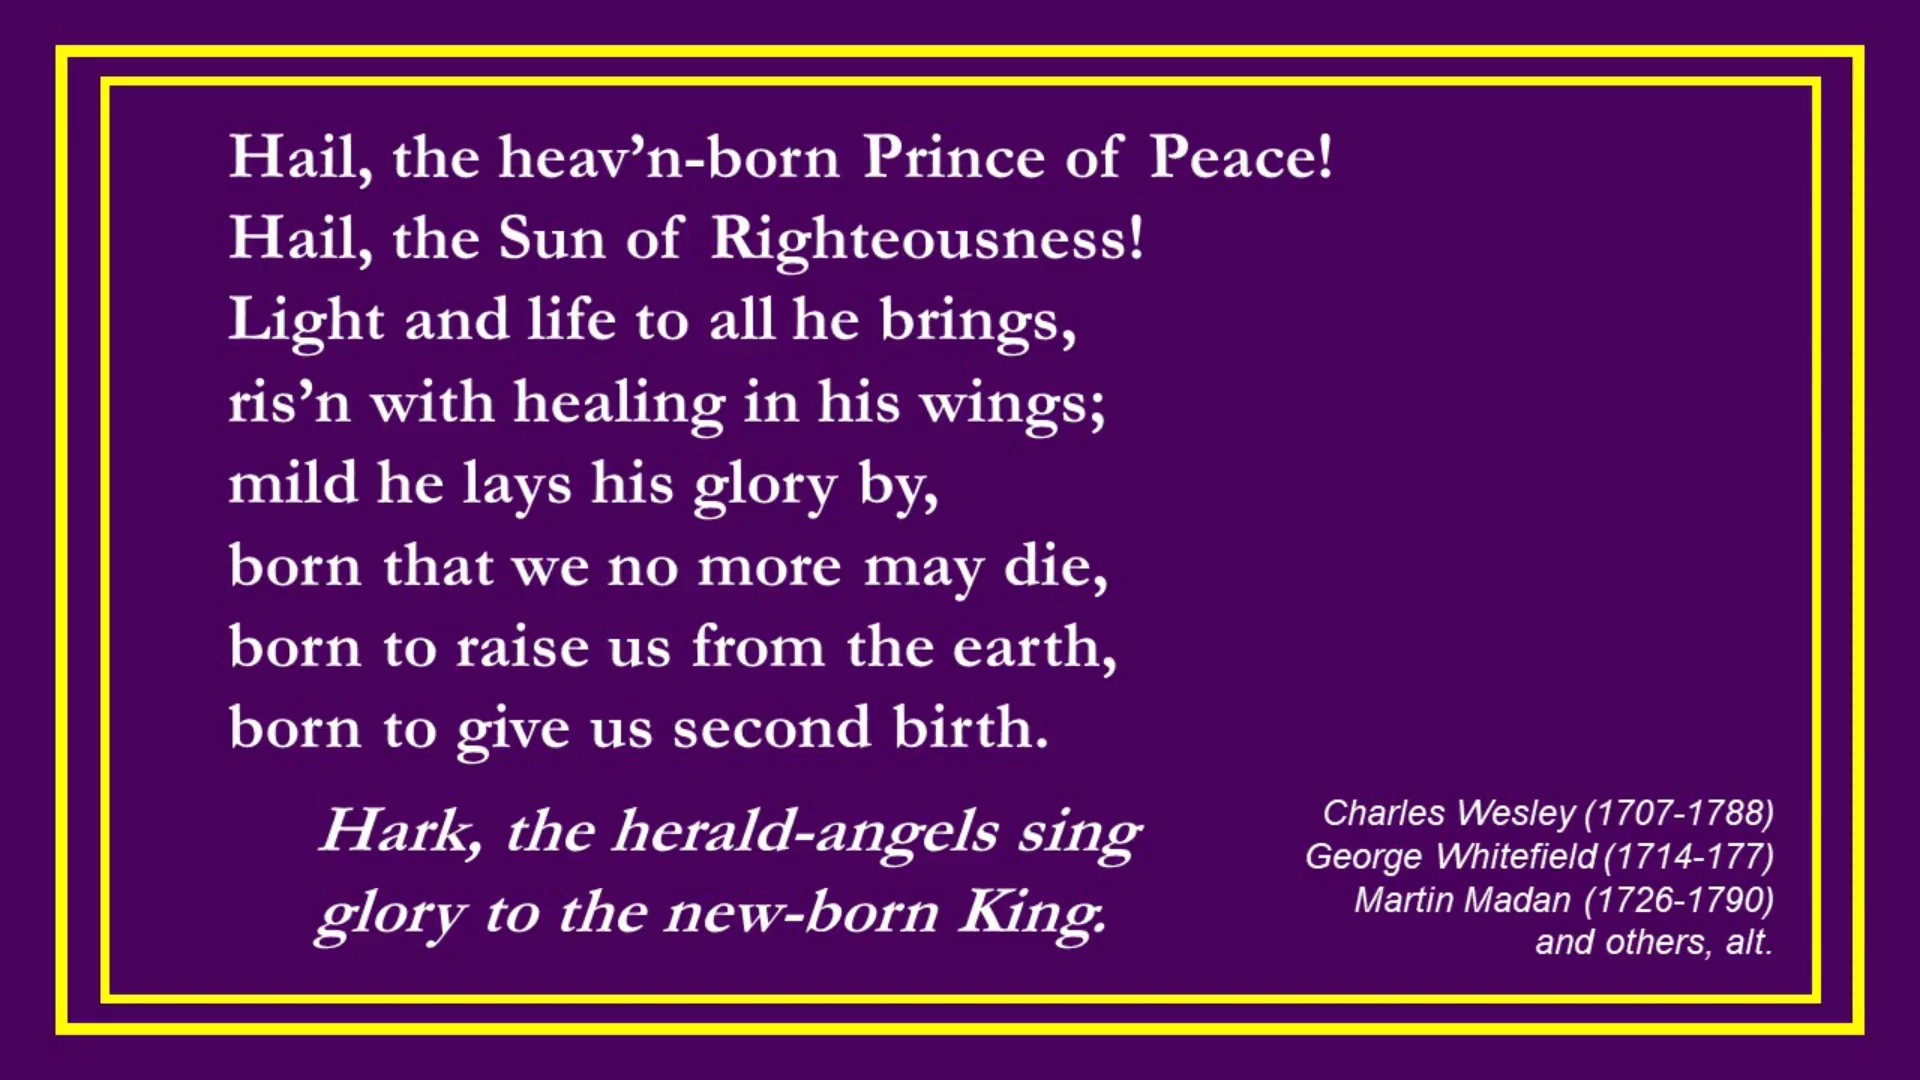 Hail, the heav’n-born Prince of Peace!
Hail, the Sun of Righteousness!
Light and life to all he brings,
ris’n with healing in his wings;
mild he lays his glory by,
born that we no more may die,
born to raise us from the earth,
born to give us second birth.
Hark, the herald-angels sing
glory to the new-born King.
Charles Wesley (1707-1788)
George Whitefield (1714-177)
Martin Madan (1726-1790)
and others, alt.